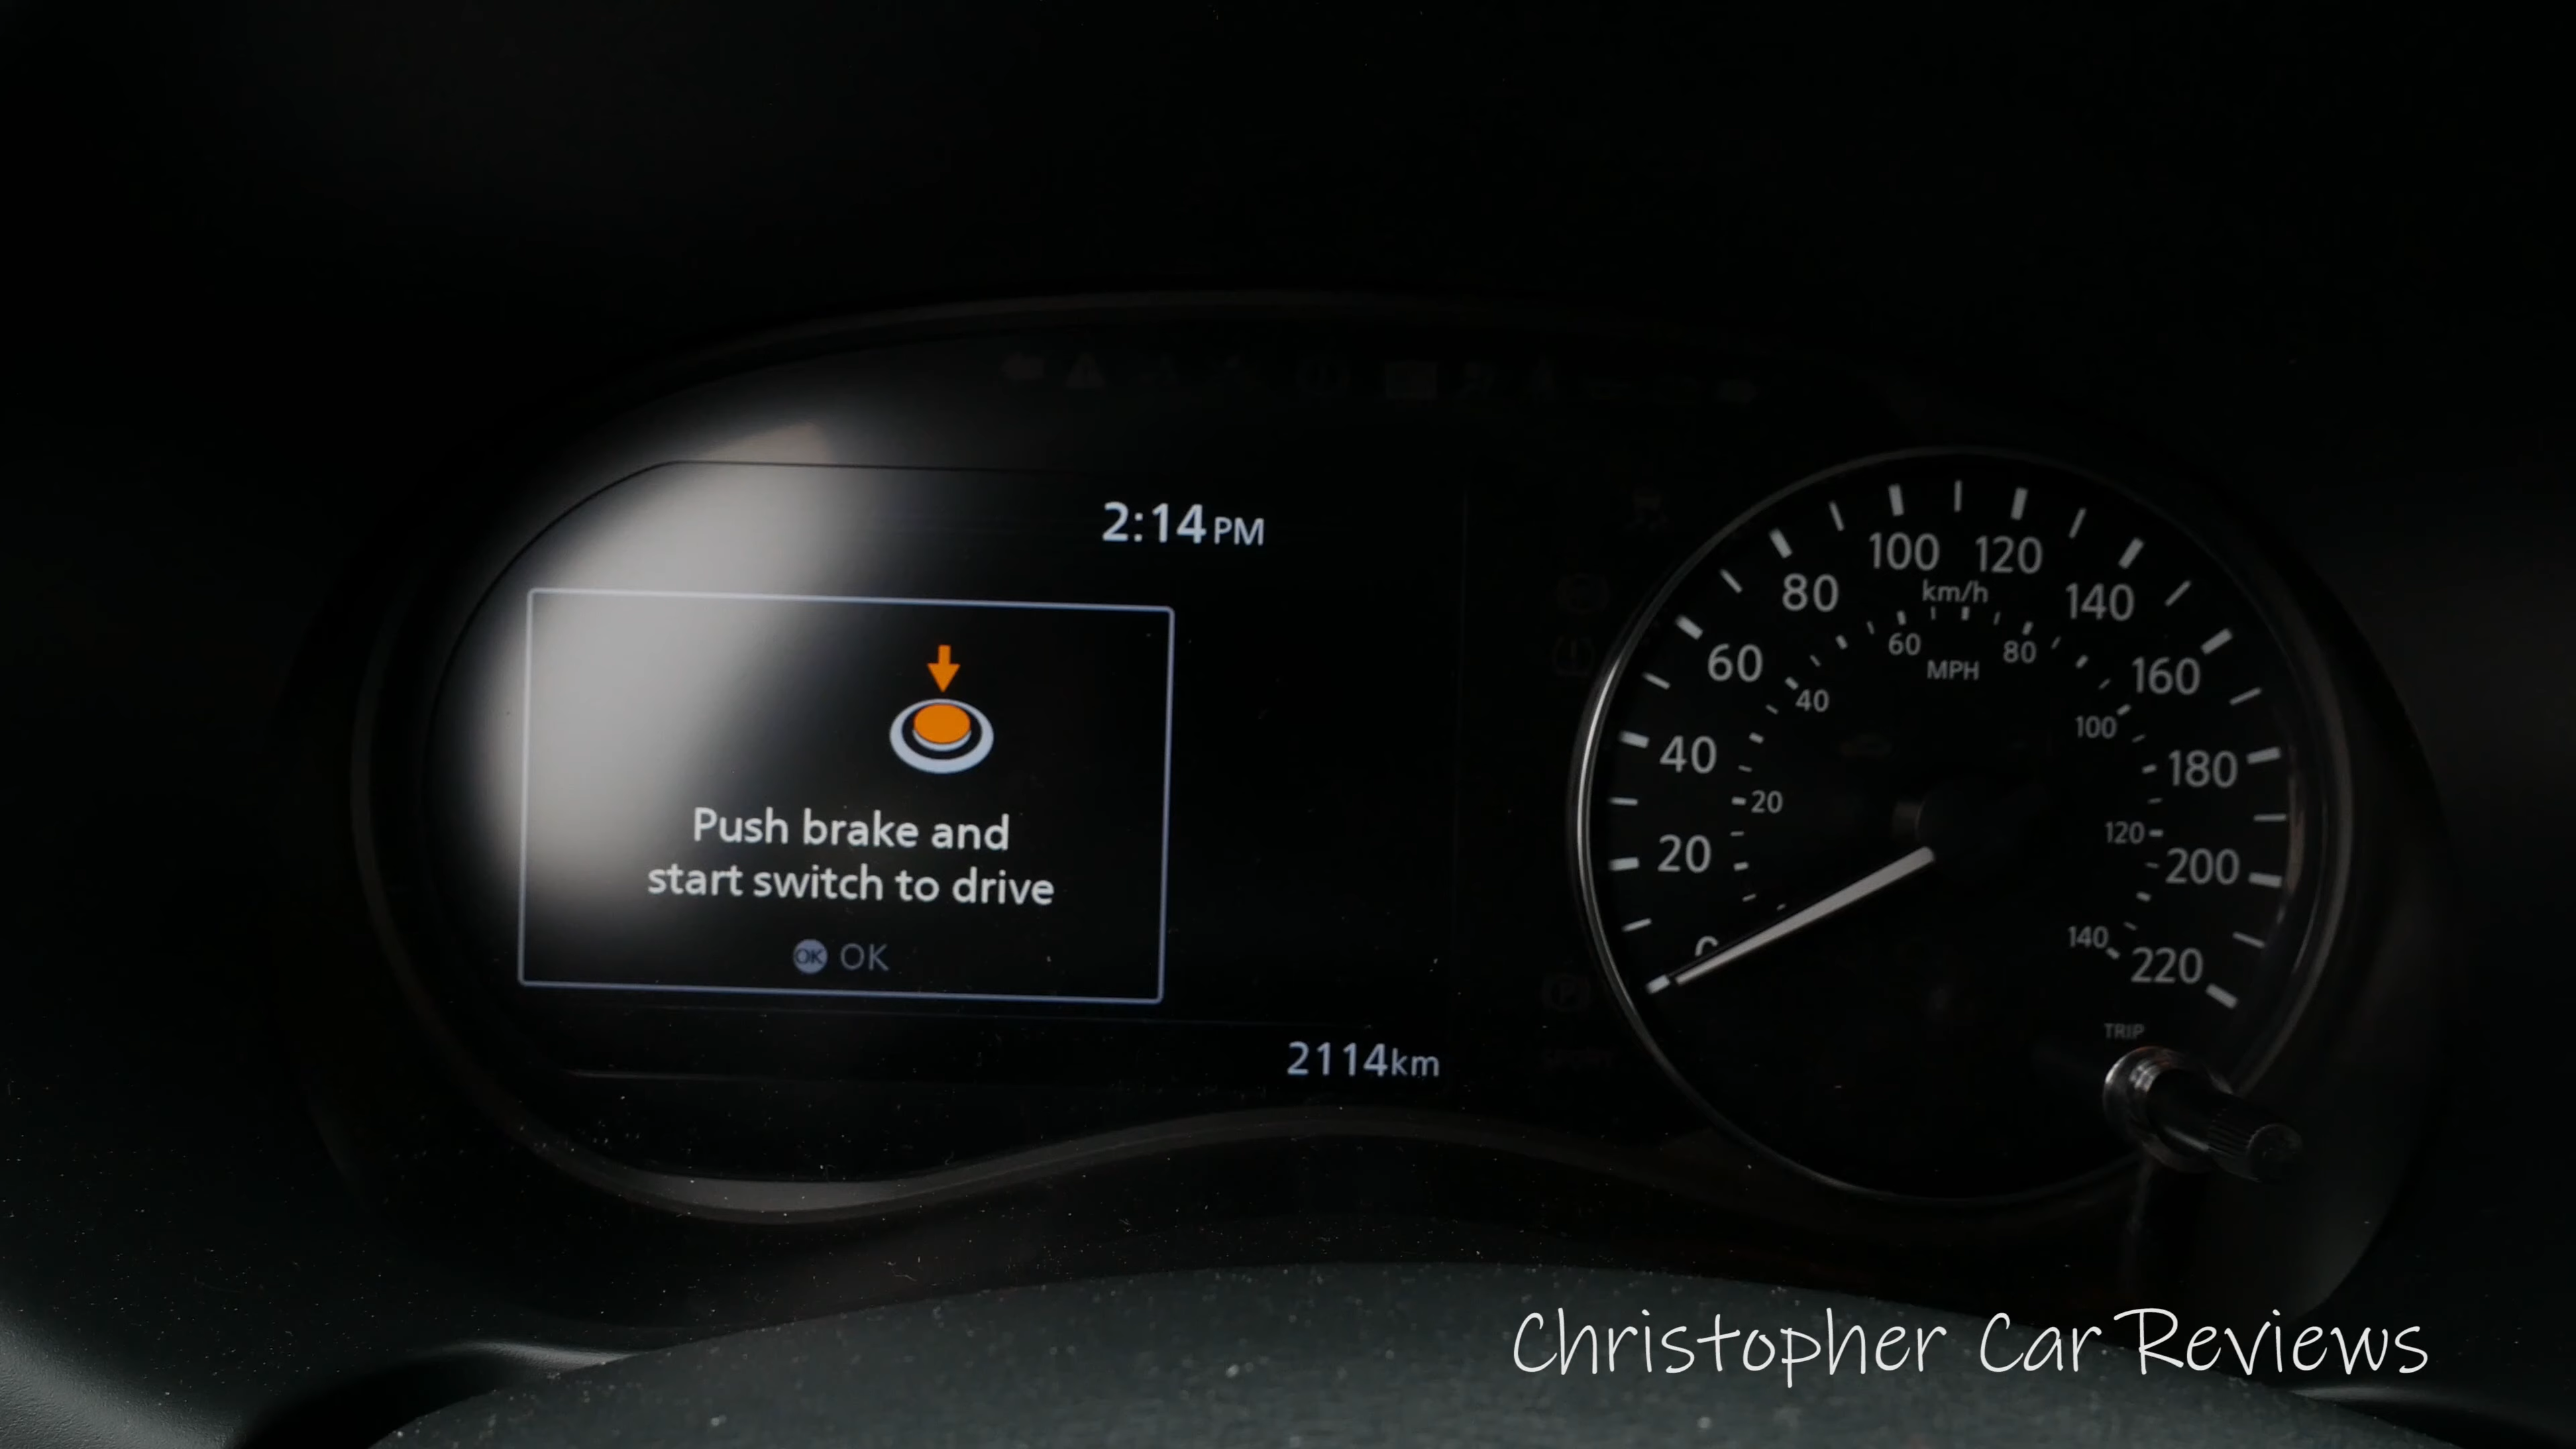 2:14 PM
Push brake and
start switch to drive
OK OK
2114km
0
20
40
60
80
100
120
140
160
180
200
220
km/h
20
40
60
80
100
120
140
MPH
TRIP
Christopher Car Reviews